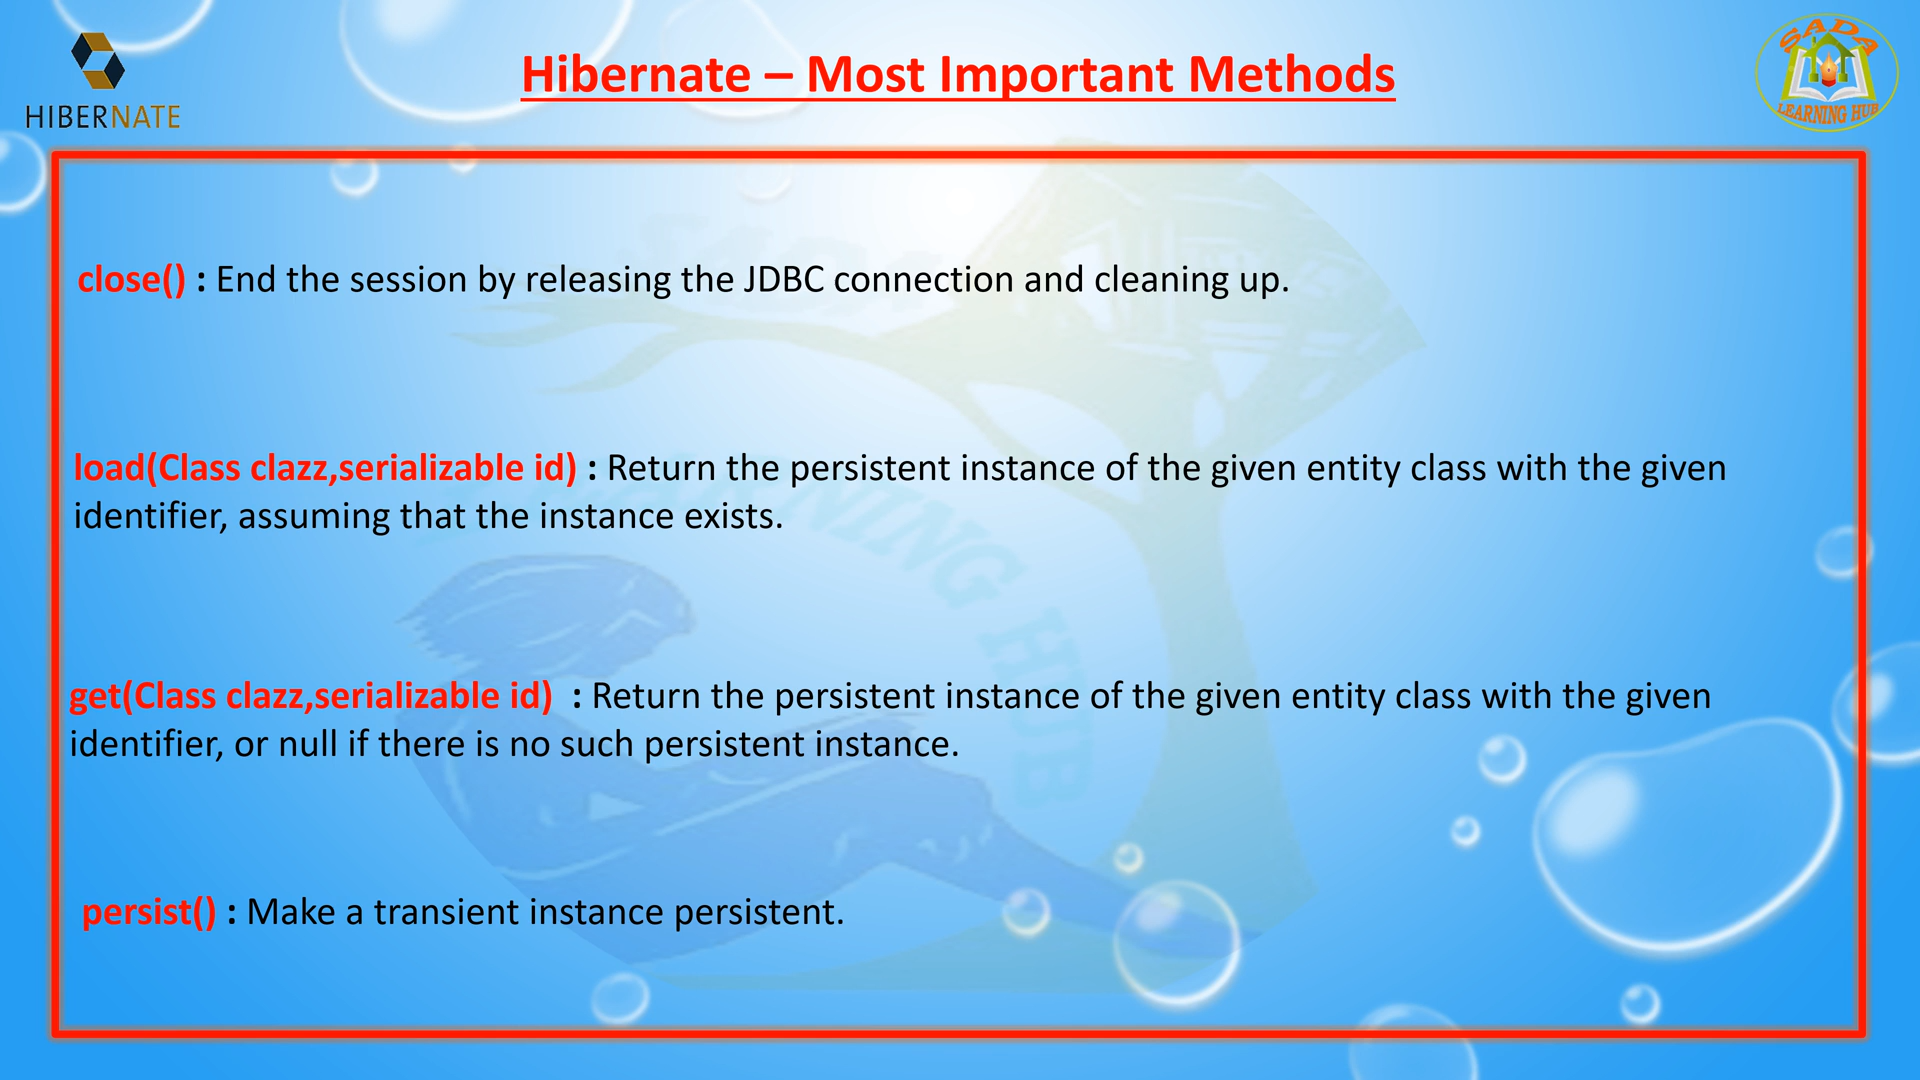 HIBERNATE
Hibernate – Most Important Methods
SADA
LEARNING HUB
close() : End the session by releasing the JDBC connection and cleaning up.
load(Class clazz,serializable id) : Return the persistent instance of the given entity class with the given
identifier, assuming that the instance exists.
get(Class clazz,serializable id)  : Return the persistent instance of the given entity class with the given
identifier, or null if there is no such persistent instance.
persist() : Make a transient instance persistent.